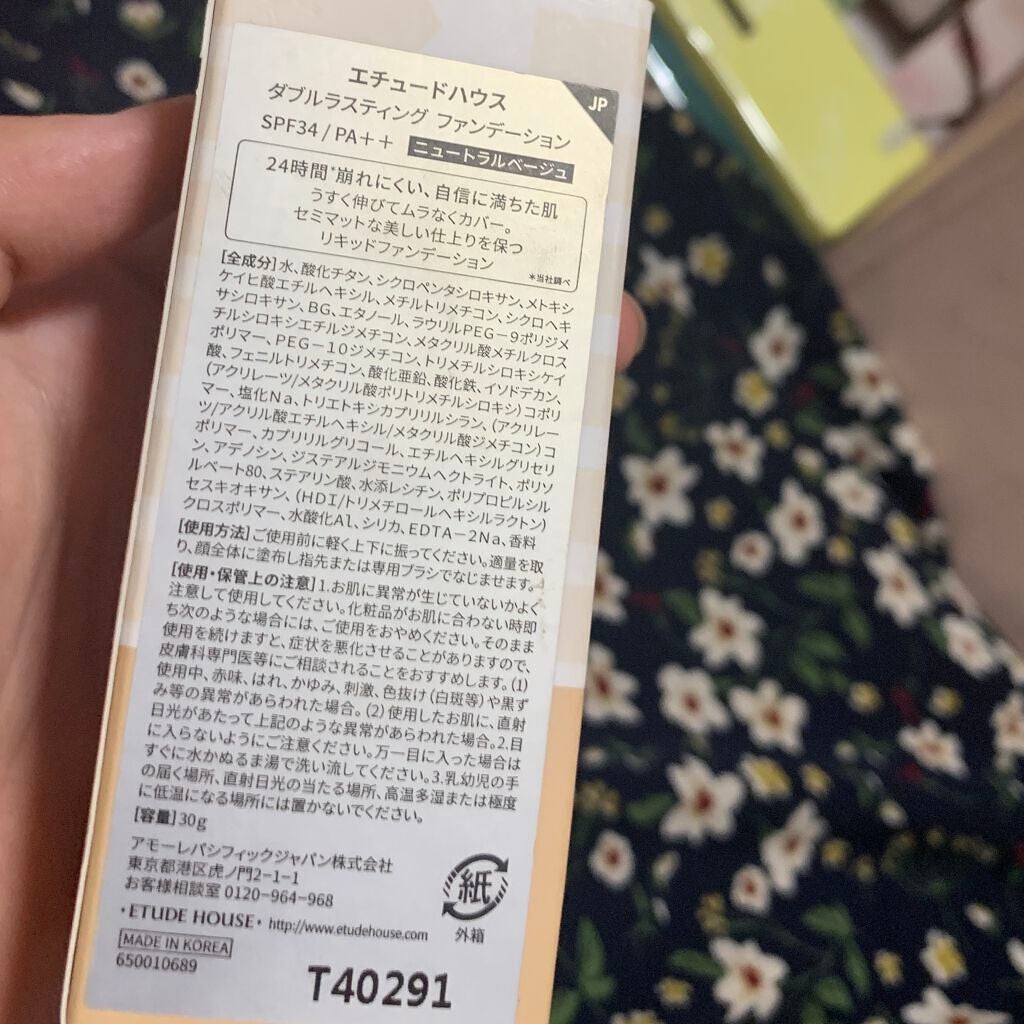 JP
エチュードハウス
ダブルラスティング ファンデーション
SPF34/PA++ ニュートラルベージュ
24時間*崩れにくい、自信に満ちた肌
うすく伸びてムラなくカバー。
セミマットな美しい仕上りを保つ
リキッドファンデーション
*当社調べ
[全成分]水、酸化チタン、シクロペンタシロキサン、メトキシ
ケイヒ酸エチルヘキシル、メチルトリメチコン、シクロヘキ
サシロキサン、BG、エタノール、ラウリルPEG-9ポリジメ
チルシロキシエチルジメチコン、メタクリル酸メチルクロス
ポリマー、PEG-10ジメチコン、トリメチルシロキシケイ
酸、フェニルトリメチコン、酸化亜鉛、酸化鉄、イソドデカン、
(アクリレーツ/メタクリル酸ポリトリメチルシロキシ)コポリ
マー、塩化Na、トリエトキシカプリリルシラン、(アクリレー
ツ/アクリル酸エチルヘキシル/メタクリル酸ジメチコン)コ
ポリマー、カプリリルグリコール、エチルヘキシルグリセリ
ン、アデノシン、ジステアルジモニウムヘクトライト、ポリソ
ルベート80、ステアリン酸、水添レシチン、ポリプロピルシル
セスキオキサン、(HDI/トリメチロールヘキシルラクトン)
クロスポリマー、水酸化Al、シリカ、EDTA-2Na、香料
[使用方法]ご使用前に軽く上下に振ってください。適量を取
り、顔全体に塗布し指先または専用ブラシでなじませます。
[使用・保管上の注意]1.お肌に異常が生じていないかよく
注意して使用してください。化粧品がお肌に合わない時即
ち次のような場合には、ご使用をおやめください。そのまま
使用を続けますと、症状を悪化させることがありますので、
皮膚科専門医等にご相談されることをおすすめします。(1)
使用中、赤味、はれ、かゆみ、刺激、色抜け(白斑等)や黒ず
み等の異常があらわれた場合。(2)使用したお肌に、直射
日光があたって上記のような異常があらわれた場合。2.目
に入らないようにご注意ください。万一目に入った場合は
すぐに水かぬるま湯で洗い流してください。3.乳幼児の手
の届く場所、直射日光の当たる場所、高温多湿または極度
に低温になる場所には置かないでください。
[容量]30g
アモーレパシフィックジャパン株式会社
東京都港区虎ノ門2-1-1
お客様相談室 0120-964-968
・ETUDE HOUSE・ http://www.etudehouse.com
紙
外箱
MADE IN KOREA
650010689
T40291